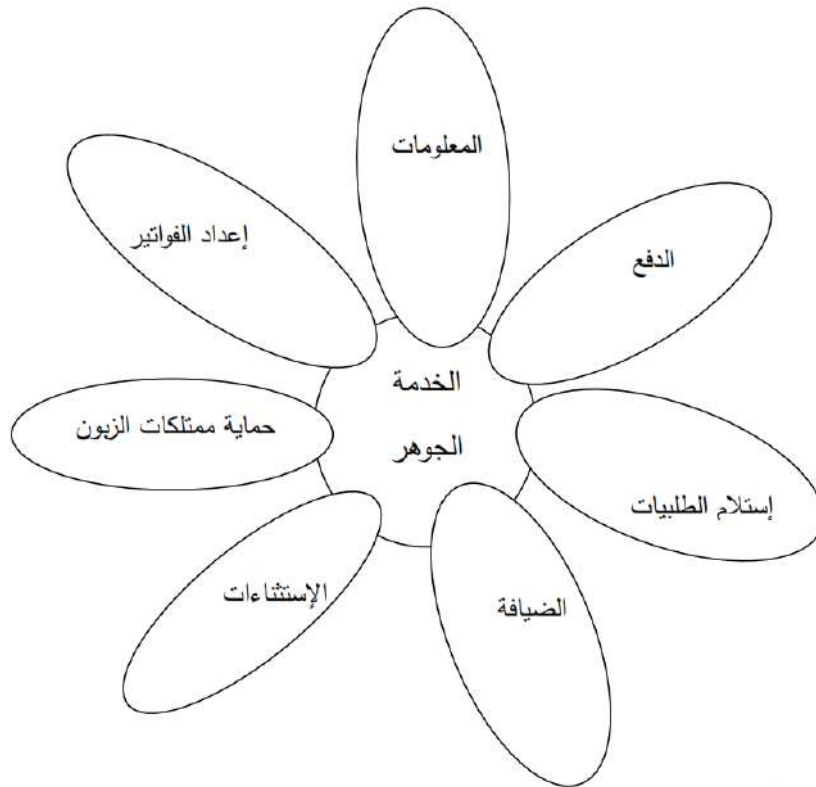 المعلومات
الدفع
إعداد الفواتير
الخدمة
الجوهر
حماية ممتلكات الزبون
إستلام الطلبيات
الإستثناءات
الضيافة